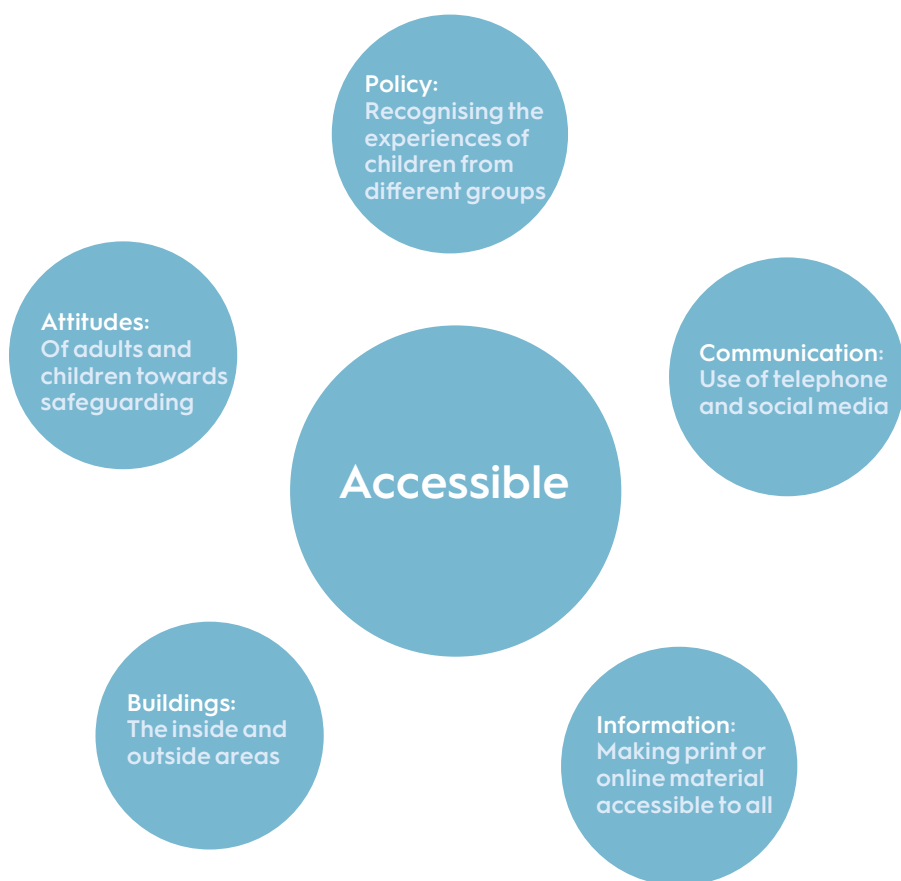 Policy:
Recognising the
experiences of
children from
different groups
Attitudes:
Of adults and
children towards
safeguarding
Communication:
Use of telephone
and social media
Accessible
Buildings:
The inside and
outside areas
Information:
Making print or
online material
accessible to all